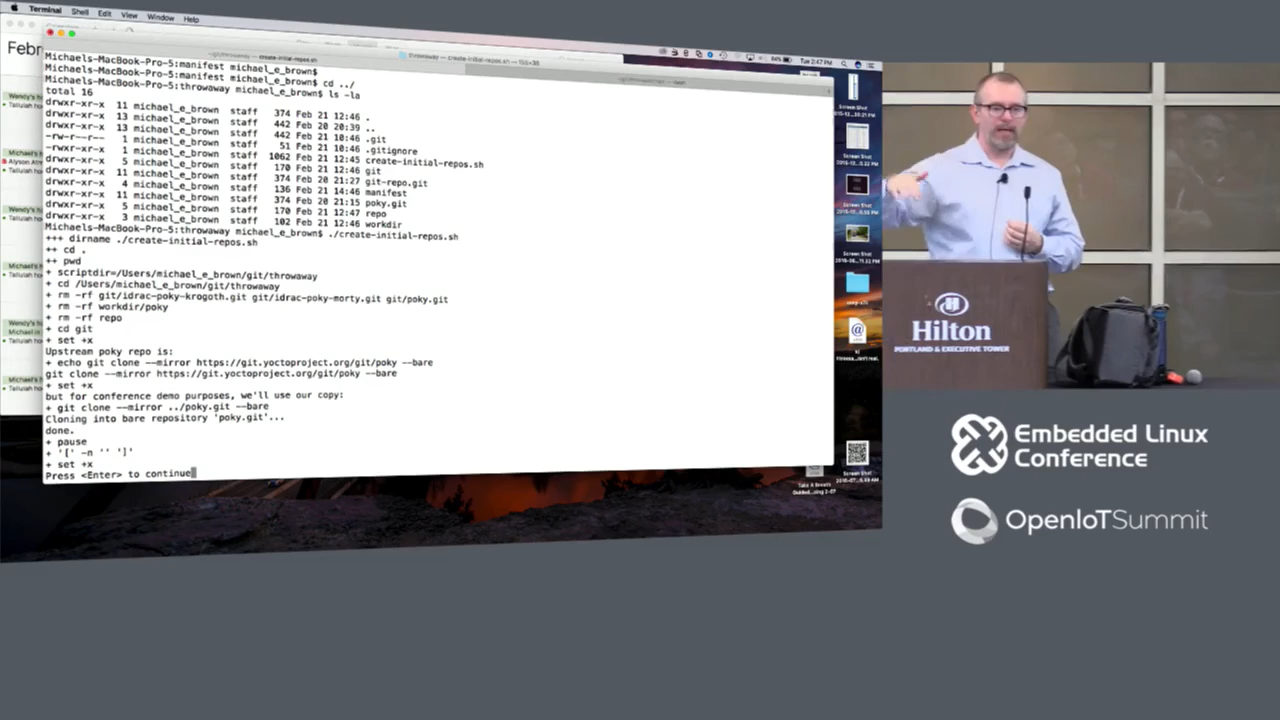 Terminal Shell Edit View Window Help
Tue 2:47 PM
Febr
throwaway — create-initial-repos.sh — 155×38
Michaels-MacBook-Pro-5:manifest michael_e_brown$
Michaels-MacBook-Pro-5:manifest michael_e_brown$ cd ../
Michaels-MacBook-Pro-5:throwaway michael_e_brown$ ls -la
total 16
drwxr-xr-x 11 michael_e_brown staff 374 Feb 21 12:46 .
drwxr-xr-x 13 michael_e_brown staff 442 Feb 20 20:39 ..
drwxr-xr-x 13 michael_e_brown staff 442 Feb 21 10:46 .git
-rw-r--r-- 1 michael_e_brown staff 51 Feb 21 10:46 .gitignore
-rwxr-xr-x 1 michael_e_brown staff 1062 Feb 21 12:45 create-initial-repos.sh
drwxr-xr-x 5 michael_e_brown staff 170 Feb 21 12:46 git
drwxr-xr-x 11 michael_e_brown staff 374 Feb 20 21:27 git-repo.git
drwxr-xr-x 4 michael_e_brown staff 136 Feb 21 14:46 manifest
drwxr-xr-x 11 michael_e_brown staff 374 Feb 20 21:15 poky.git
drwxr-xr-x 5 michael_e_brown staff 170 Feb 21 12:47 repo
drwxr-xr-x 3 michael_e_brown staff 102 Feb 21 12:46 workdir
Michaels-MacBook-Pro-5:throwaway michael_e_brown$ ./create-initial-repos.sh
+++ dirname ./create-initial-repos.sh
++ cd .
++ pwd
+ scriptdir=/Users/michael_e_brown/git/throwaway
+ cd /Users/michael_e_brown/git/throwaway
+ rm -rf git/idrac-poky-krogoth.git git/idrac-poky-morty.git git/poky.git
+ rm -rf workdir/poky
+ rm -rf repo
+ cd git
+ set +x
Upstream poky repo is:
+ echo git clone --mirror https://git.yoctoproject.org/git/poky --bare
git clone --mirror https://git.yoctoproject.org/git/poky --bare
+ set +x
but for conference demo purposes, we'll use our copy:
+ git clone --mirror ../poky.git --bare
Cloning into bare repository 'poky.git'...
done.
+ pause
+ '[' -n '' ']'
+ set +x
Press <Enter> to continue
Hilton
PORTLAND & EXECUTIVE TOWER
Embedded Linux
Conference
OpenIoTSummit